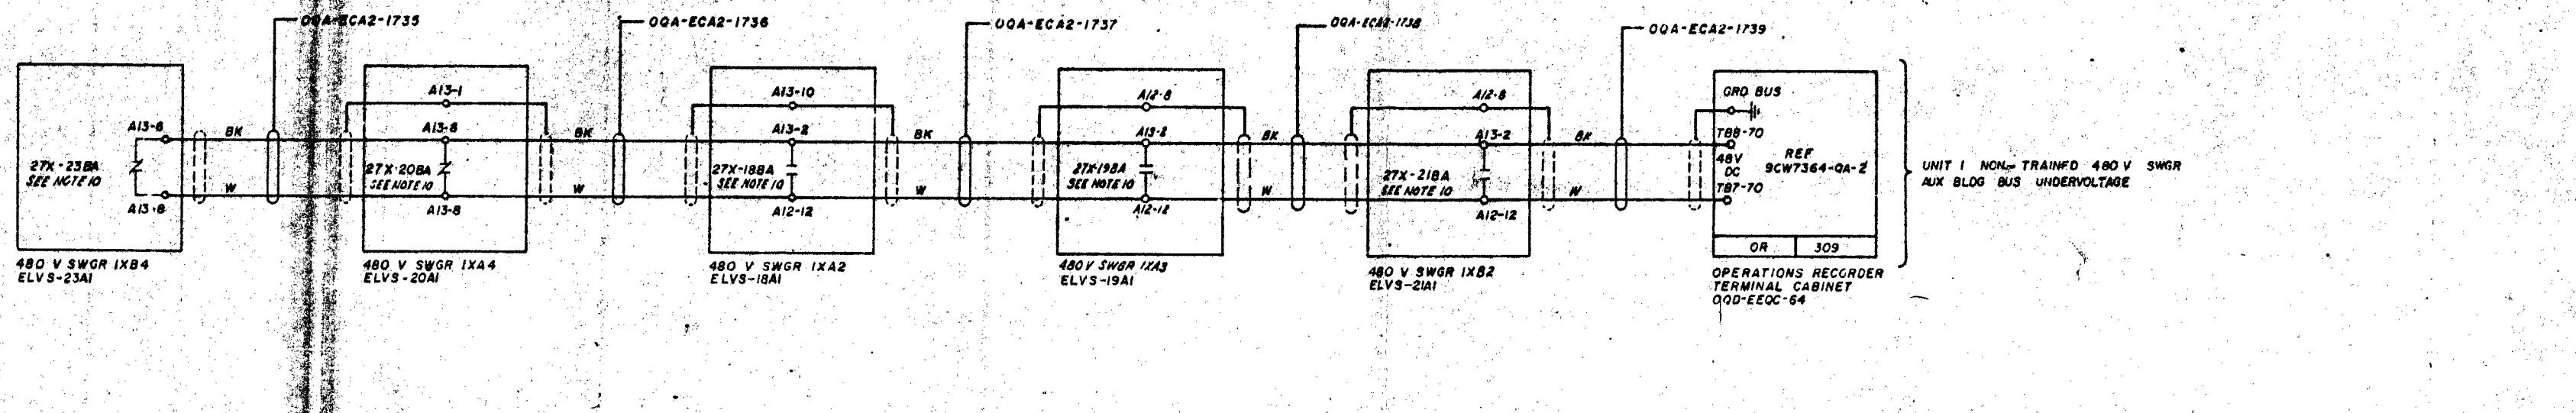 OQA-ECA2-1735
OQA-ECA2-1736
OQA-ECA2-1737
OQA-ECA2-1738
OQA-ECA2-1739
A13-6
BK
27X-23BA
SEE NOTE 10
W
A13-8
480 V SWGR 1XB4
ELVS-23A1
A13-1
A13-6
BK
27X-20BA
SEE NOTE 10
W
A13-8
480 V SWGR 1XA4
ELVS-20A1
A13-10
A13-2
BK
27X-18BA
SEE NOTE 10
W
A12-12
480 V SWGR 1XA2
ELVS-18A1
A12-8
A13-2
BK
27X-19BA
SEE NOTE 10
W
A12-12
480 V SWGR 1XA3
ELVS-19A1
A12-8
A13-2
BK
27X-21BA
SEE NOTE 10
W
A12-12
480 V SWGR 1XB2
ELVS-21A1
GRD BUS
TB8-70
48V
DC
TB7-70
REF
9CW7364-QA-2
OR 309
OPERATIONS RECORDER
TERMINAL CABINET
OQD-EEQC-64
UNIT 1 NON-TRAINED 480 V SWGR
AUX BLDG BUS UNDERVOLTAGE